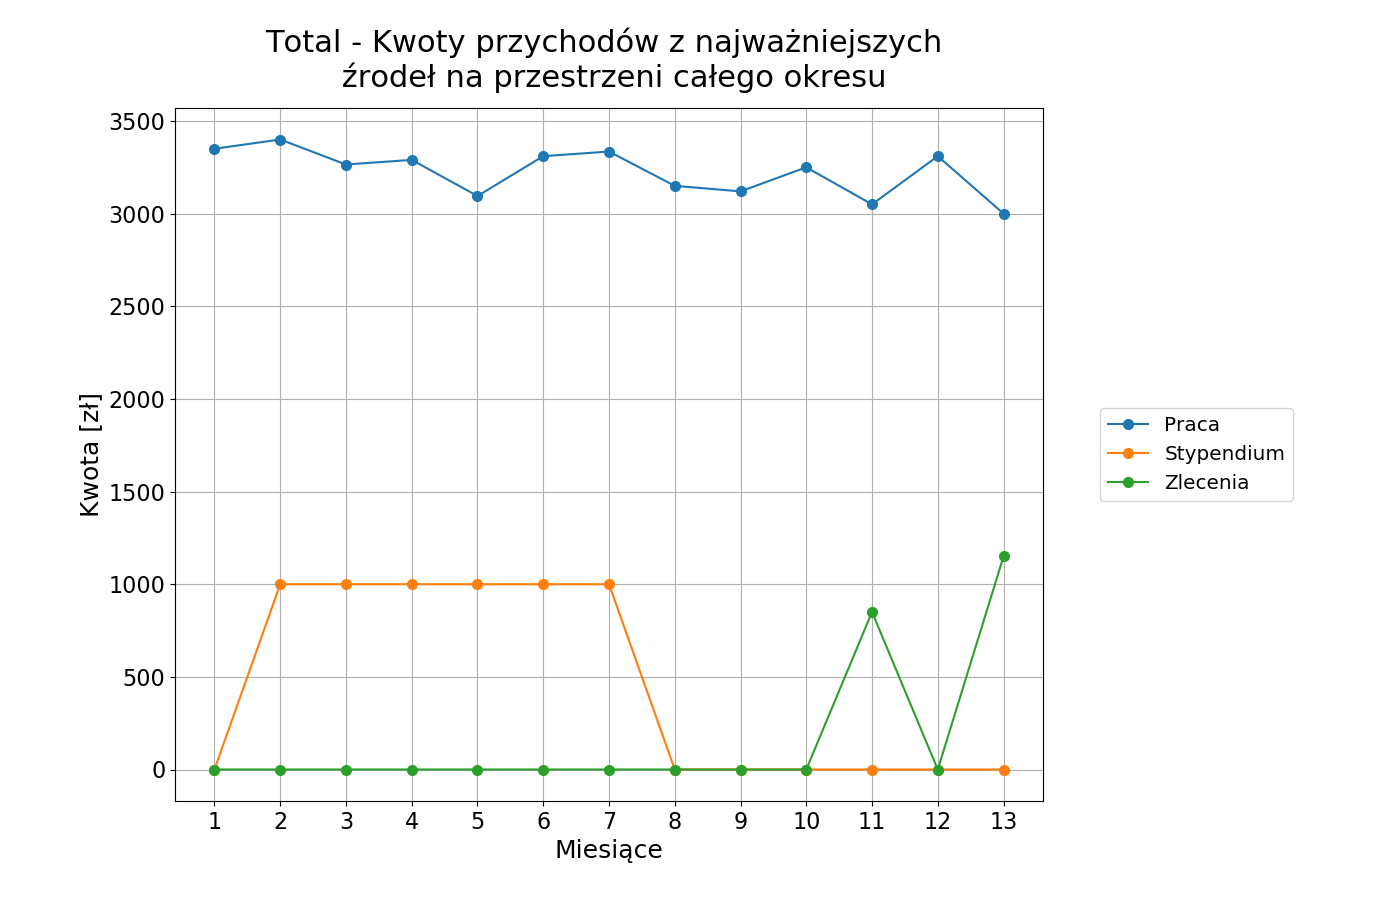 Total - Kwoty przychodów z najważniejszych
źrodeł na przestrzeni całego okresu
Kwota [zł]
3500
3000
2500
2000
1500
1000
500
0
1 2 3 4 5 6 7 8 9 10 11 12 13
Miesiące
Praca
Stypendium
Zlecenia